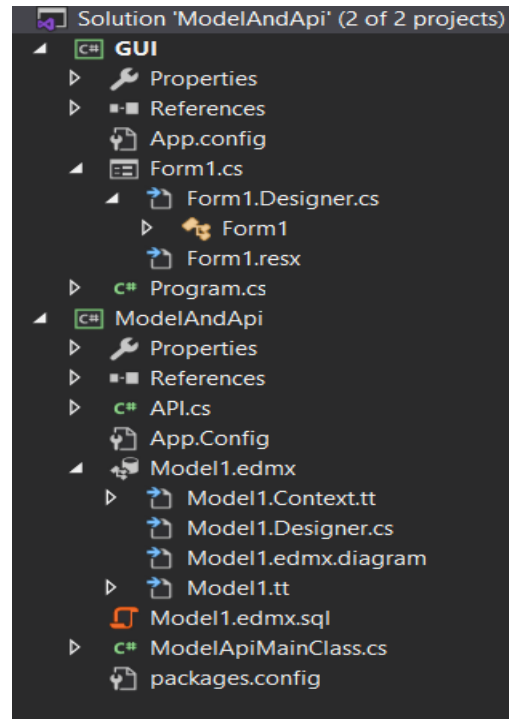 Solution 'ModelAndApi' (2 of 2 projects)
C# GUI
Properties
References
App.config
Form1.cs
Form1.Designer.cs
Form1
Form1.resx
C# Program.cs
C# ModelAndApi
Properties
References
C# API.cs
App.Config
Model1.edmx
Model1.Context.tt
Model1.Designer.cs
Model1.edmx.diagram
Model1.tt
Model1.edmx.sql
C# ModelApiMainClass.cs
packages.config